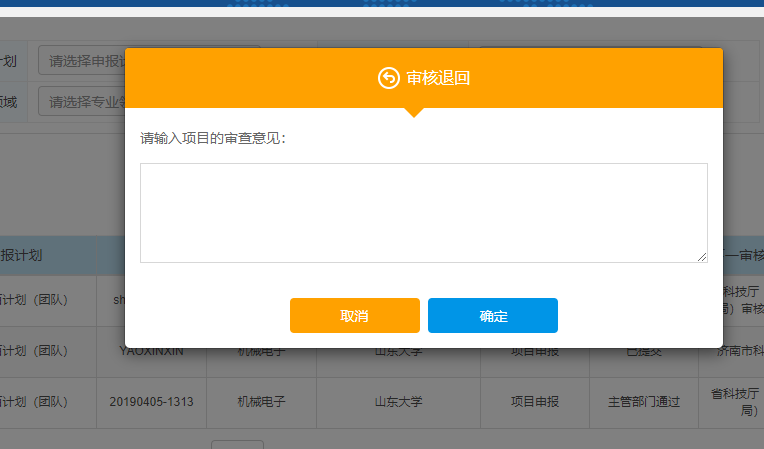 计划
请选择申报计
领域
请选择专业领
审核退回
请输入项目的审查意见：
取消
确定
报计划
一审核
计划（团队）
sh
科技厅
局）审核
计划（团队）
YAOXINXIN
机械电子
山东大学
项目申报
已提交
济南市科
计划（团队）
20190405-1313
机械电子
山东大学
项目申报
主管部门通过
省科技厅
局）